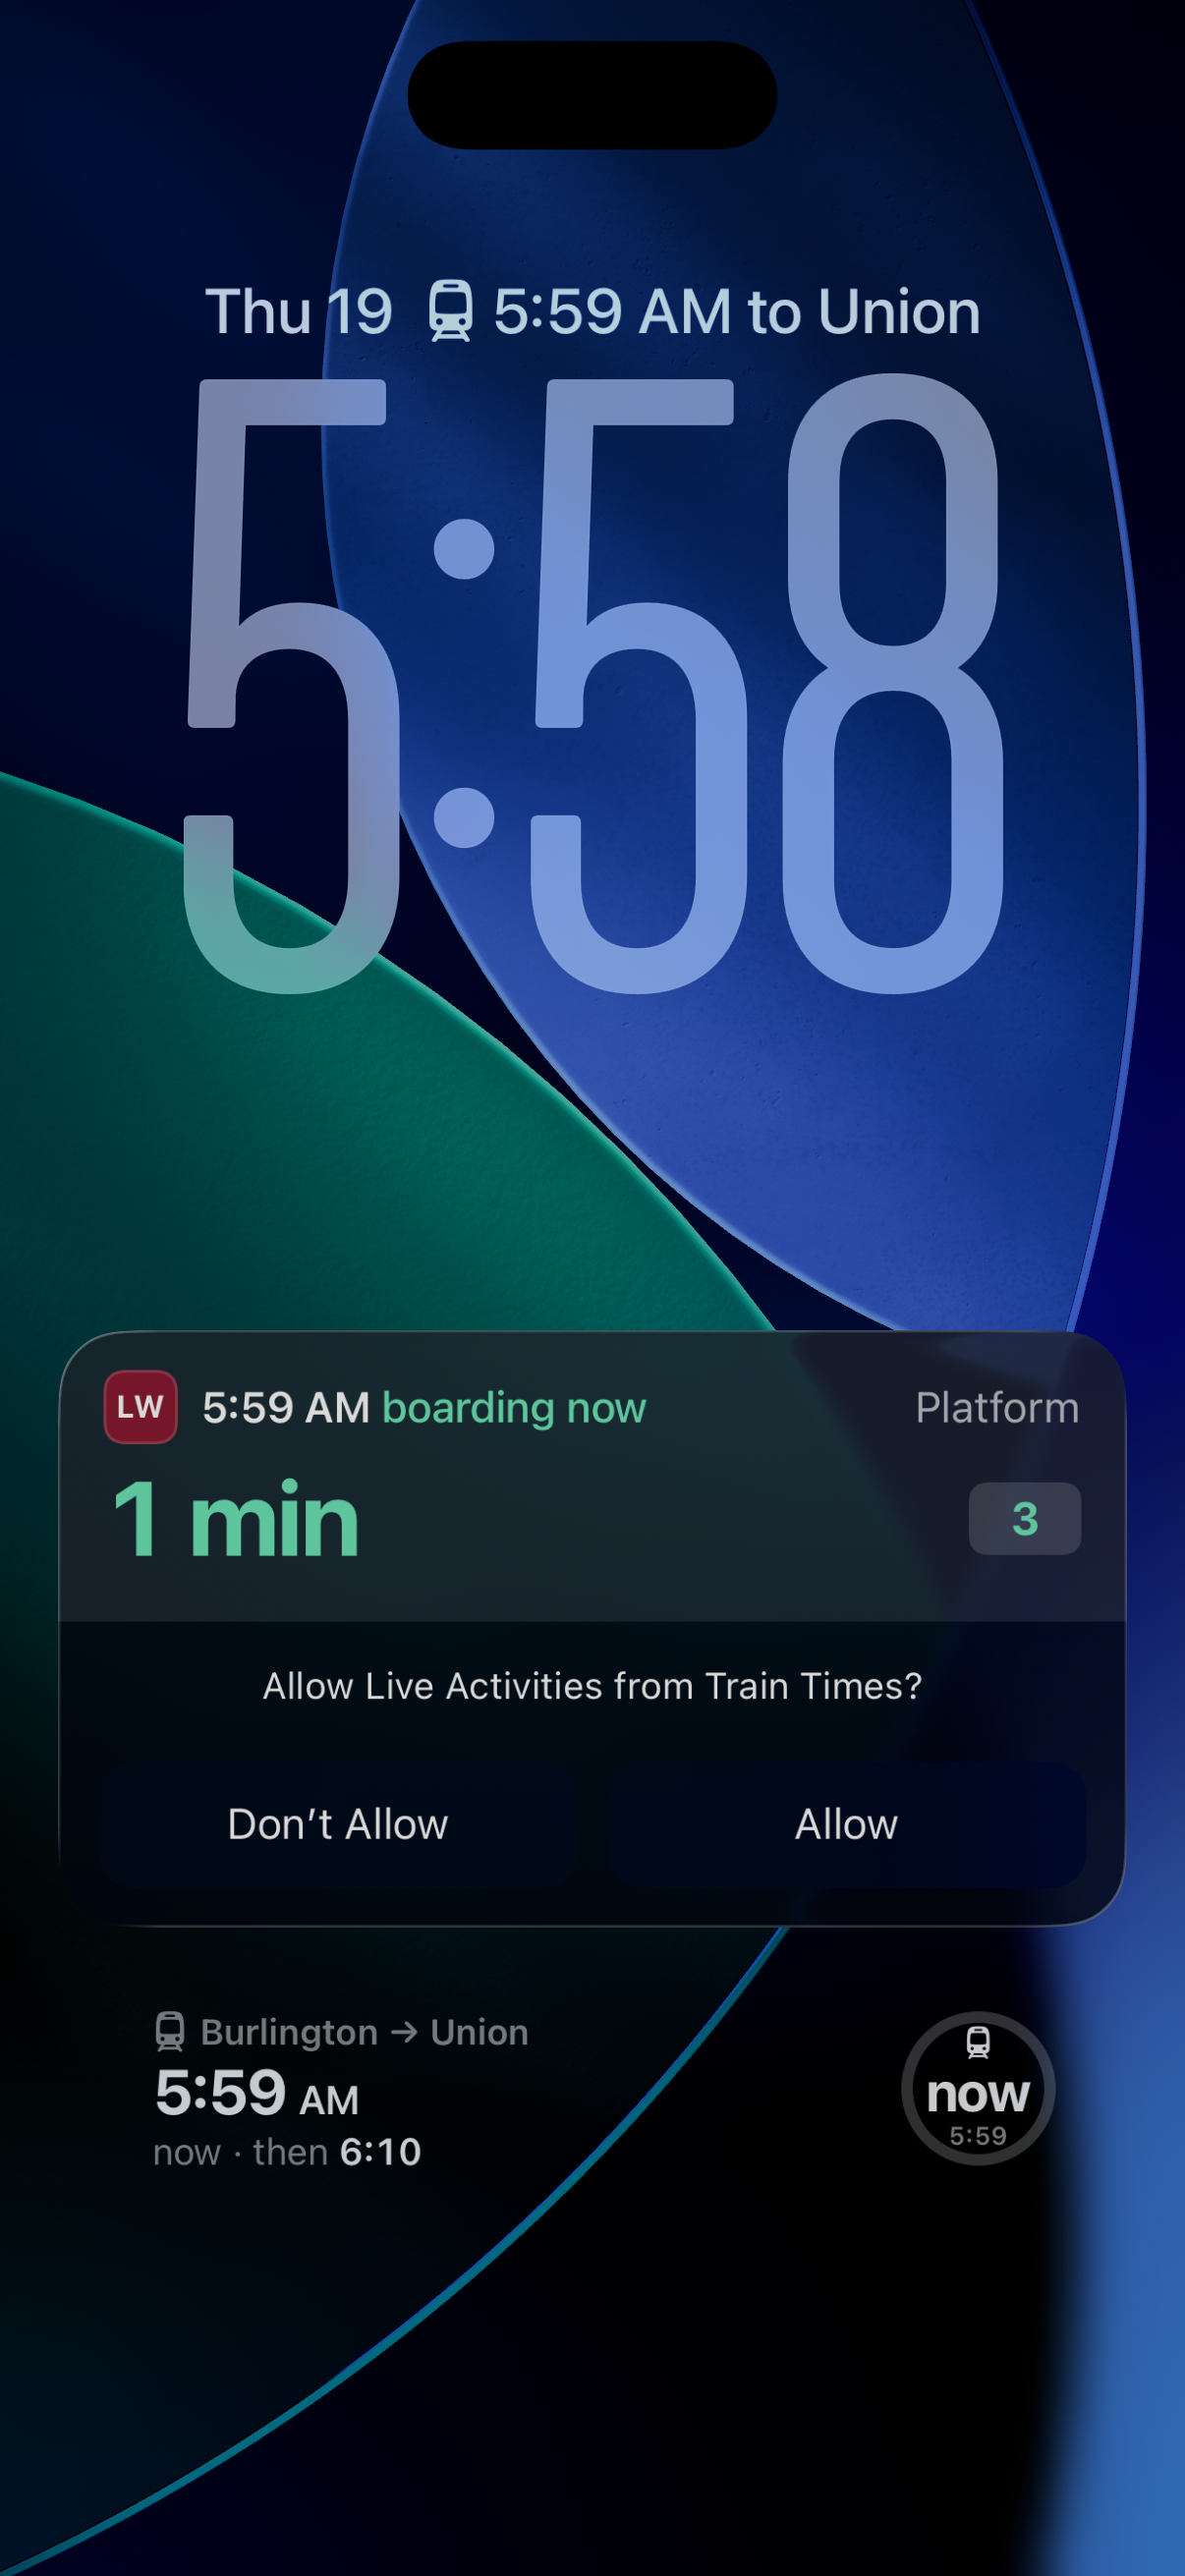 Thu 19 5:59 AM to Union
5:58
LW 5:59 AM boarding now Platform
1 min 3
Allow Live Activities from Train Times?
Don’t Allow Allow
Burlington → Union
5:59 AM
now · then 6:10
now
5:59